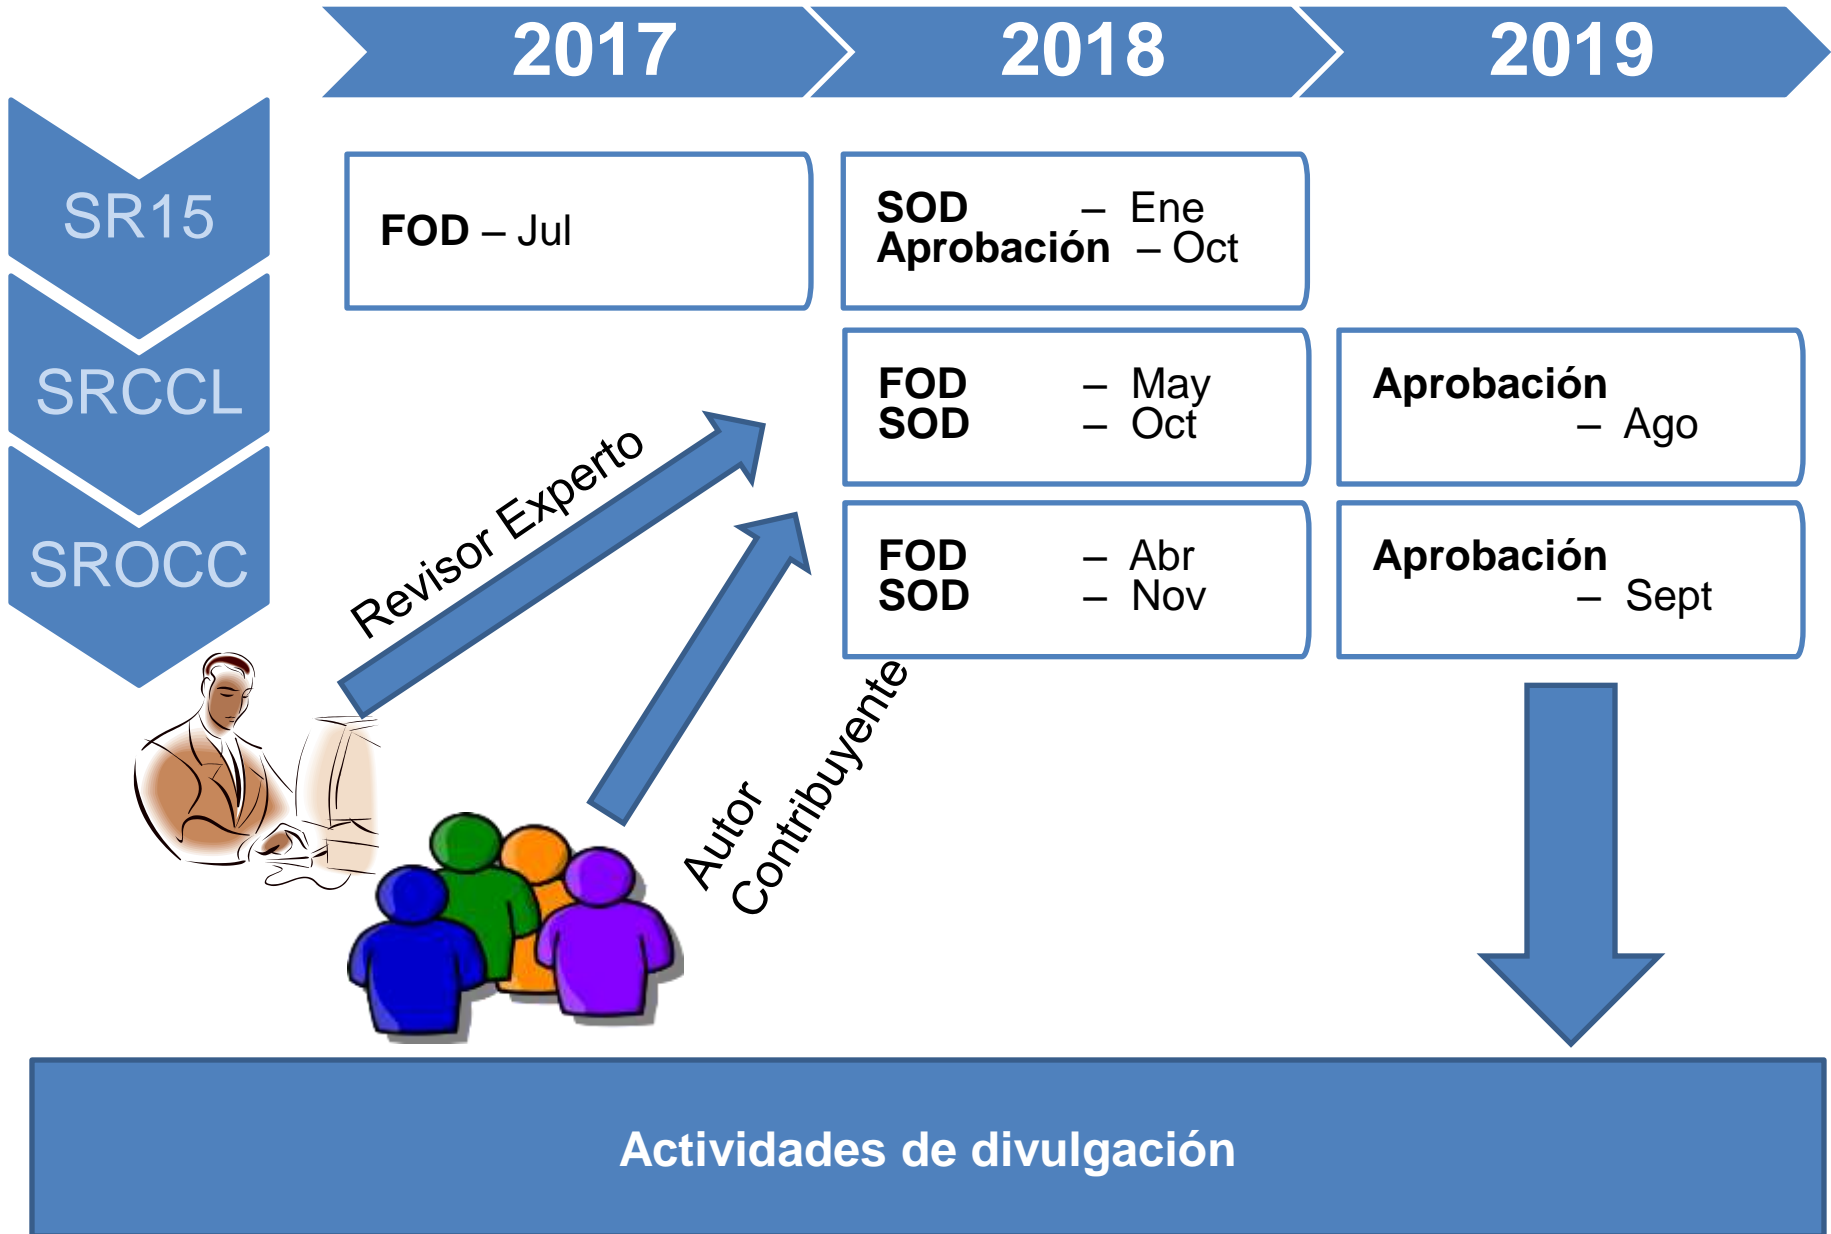 2017
2018
2019
SR15
FOD – Jul
SOD – Ene
Aprobación – Oct
SRCCL
FOD – May
SOD – Oct
Aprobación
– Ago
SROCC
FOD – Abr
SOD – Nov
Aprobación
– Sept
Revisor Experto
Autor
Contribuyente
Actividades de divulgación